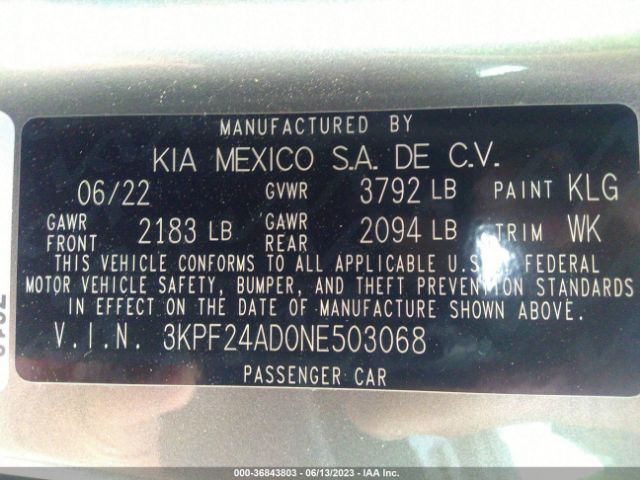 MANUFACTURED BY
KIA MEXICO S.A. DE C.V.
06/22 GVWR 3792 LB PAINT KLG
GAWR FRONT 2183 LB GAWR REAR 2094 LB TRIM WK
THIS VEHICLE CONFORMS TO ALL APPLICABLE U.S. FEDERAL
MOTOR VEHICLE SAFETY, BUMPER, AND THEFT PREVENTION STANDARDS
IN EFFECT ON THE DATE OF MANUFACTURE SHOWN ABOVE.
V.I.N. 3KPF24AD0NE503068
PASSENGER CAR
000-36843803 - 06/13/2023 - IAA Inc.